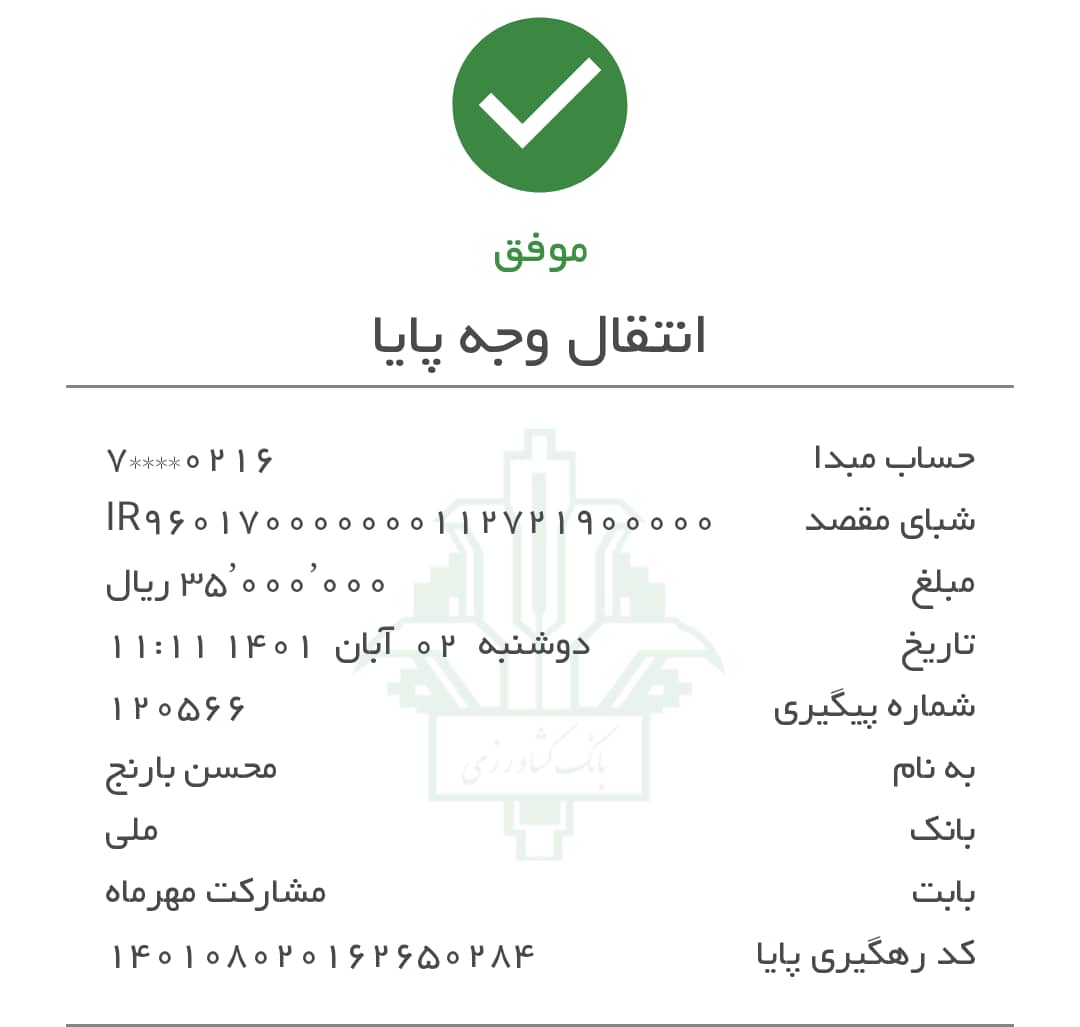 موفق
انتقال وجه پایا
حساب مبدا ۷****۰۲۱۶
شبای مقصد IR۹۶۰۱۷۰۰۰۰۰۰۰۱۱۲۷۲۱۹۰۰۰۰۰
مبلغ ۳۵٬۰۰۰٬۰۰۰ ریال
تاریخ دوشنبه ۰۲ آبان ۱۴۰۱ ۱۱:۱۱
شماره پیگیری ۱۲۰۵۶۶
به نام محسن بارنج
بانک ملی
بانک کشاورزی
بابت مشارکت مهرماه
کد رهگیری پایا ۱۴۰۱۰۸۰۲۰۱۶۲۶۵۰۲۸۴